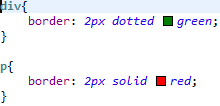 div{
    border: 2px dotted green;
}
p{
    border: 2px solid red;
}